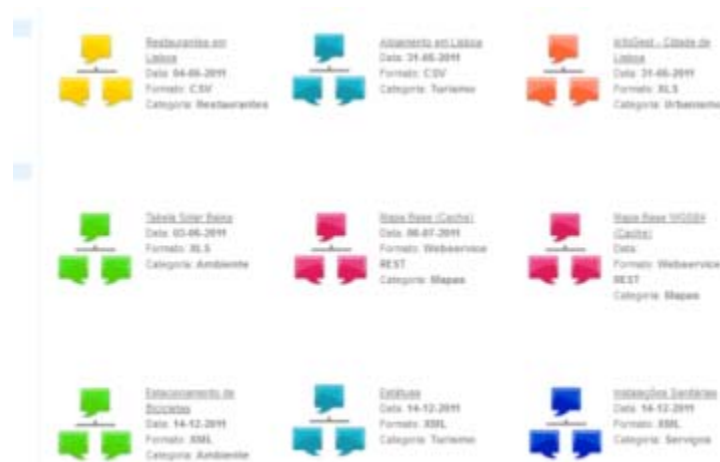 Restaurantes em
Lisboa
Data: 04-06-2011
Formato: CSV
Categoria: Restaurantes
Alojamento em Lisboa
Data: 31-05-2011
Formato: CSV
Categoria: Turismo
InfoGest - Cidade de
Lisboa
Data: 31-05-2011
Formato: XLS
Categoria: Urbanismo
Tabela Solar
Data: 03-06-2011
Formato: XLS
Categoria: Ambiente
Mapa Base (Cache)
Data: 06-07-2011
Formato: Webservice
REST
Categoria: Mapas
Mapa Base WGS84
(Cache)
Data:
Formato: Webservice
REST
Categoria: Mapas
Estacionamento de
Bicicletas
Data: 14-12-2011
Formato: XML
Categoria: Ambiente
Estátuas
Data: 14-12-2011
Formato: XML
Categoria: Turismo
Instalações Sanitárias
Data: 14-12-2011
Formato: XML
Categoria: Serviços